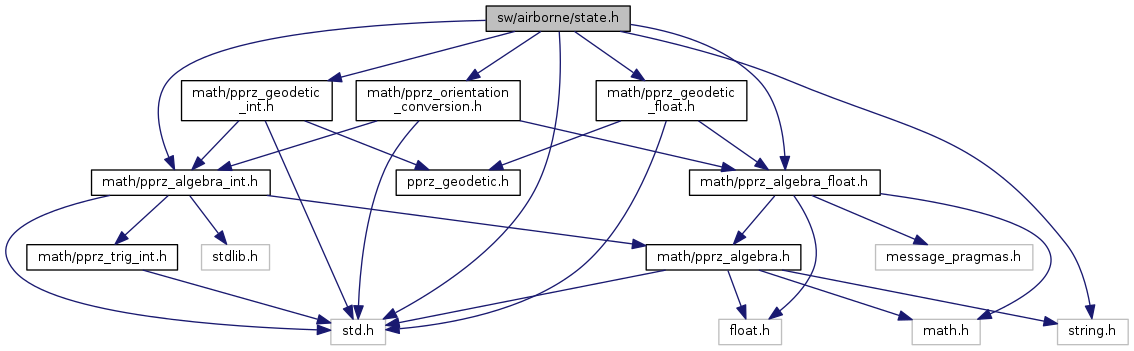 sw/airborne/state.h
math/pprz_geodetic
_int.h
math/pprz_orientation
_conversion.h
math/pprz_geodetic
_float.h
math/pprz_algebra_int.h
pprz_geodetic.h
math/pprz_algebra_float.h
math/pprz_trig_int.h
stdlib.h
math/pprz_algebra.h
message_pragmas.h
std.h
float.h
math.h
string.h